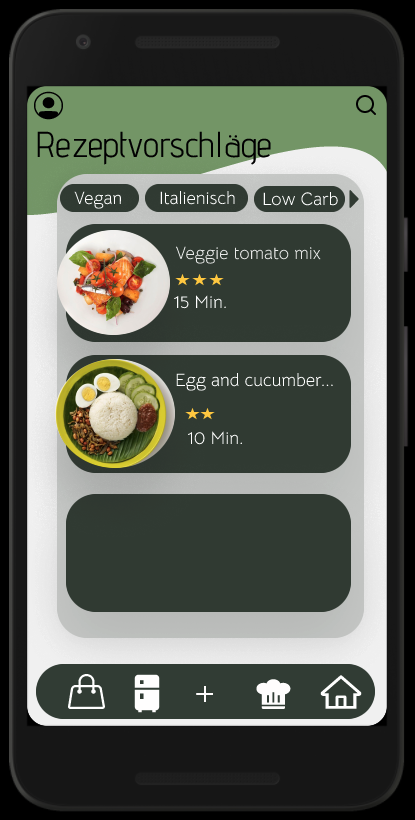 Rezeptvorschläge
Vegan Italienisch Low Carb
Veggie tomato mix
15 Min.
Egg and cucumber...
10 Min.